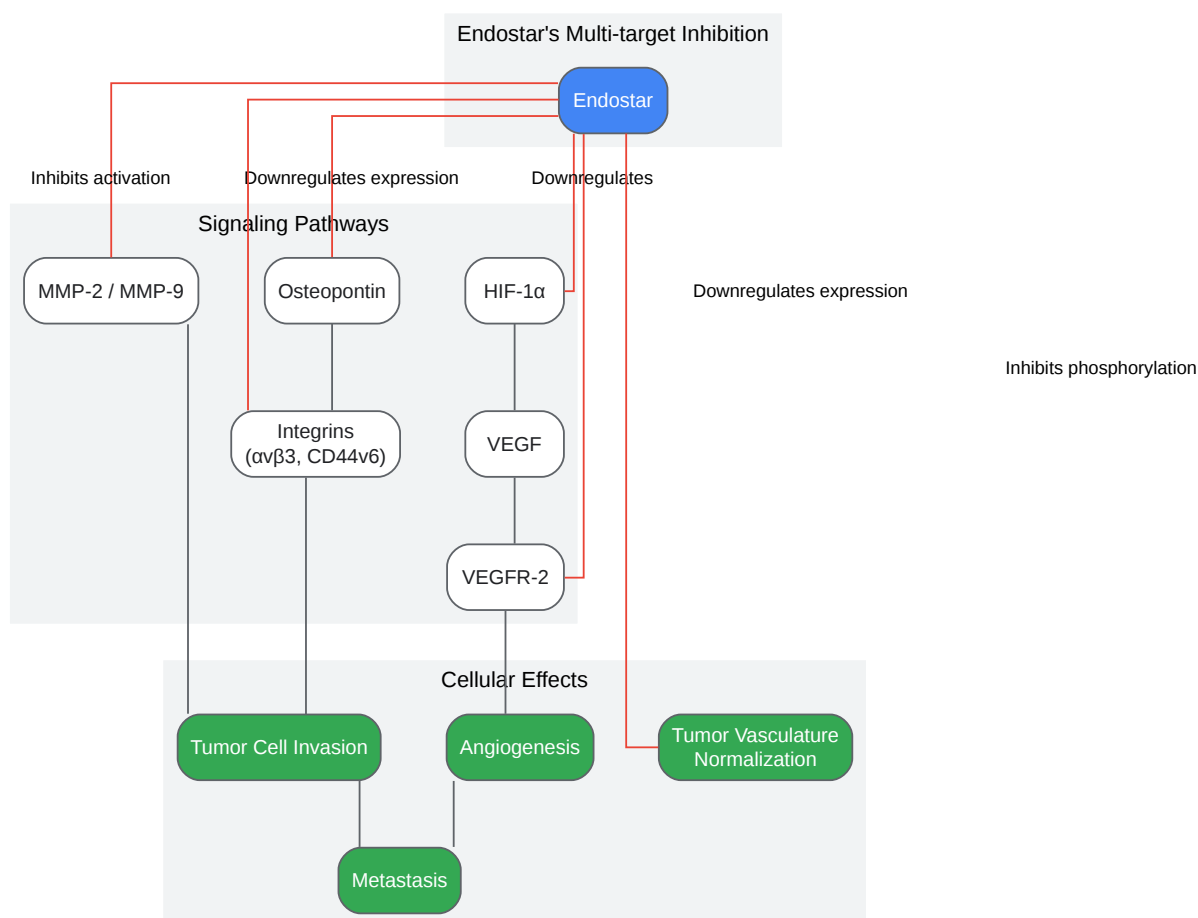 Endostar's Multi-target Inhibition
Endostar
Inhibits activation
Downregulates expression
Downregulates
Signaling Pathways
MMP-2 / MMP-9
Osteopontin
HIF-1α
Downregulates expression
Inhibits phosphorylation
Integrins
(αvβ3, CD44v6)
VEGF
VEGFR-2
Cellular Effects
Tumor Cell Invasion
Angiogenesis
Tumor Vasculature
Normalization
Metastasis